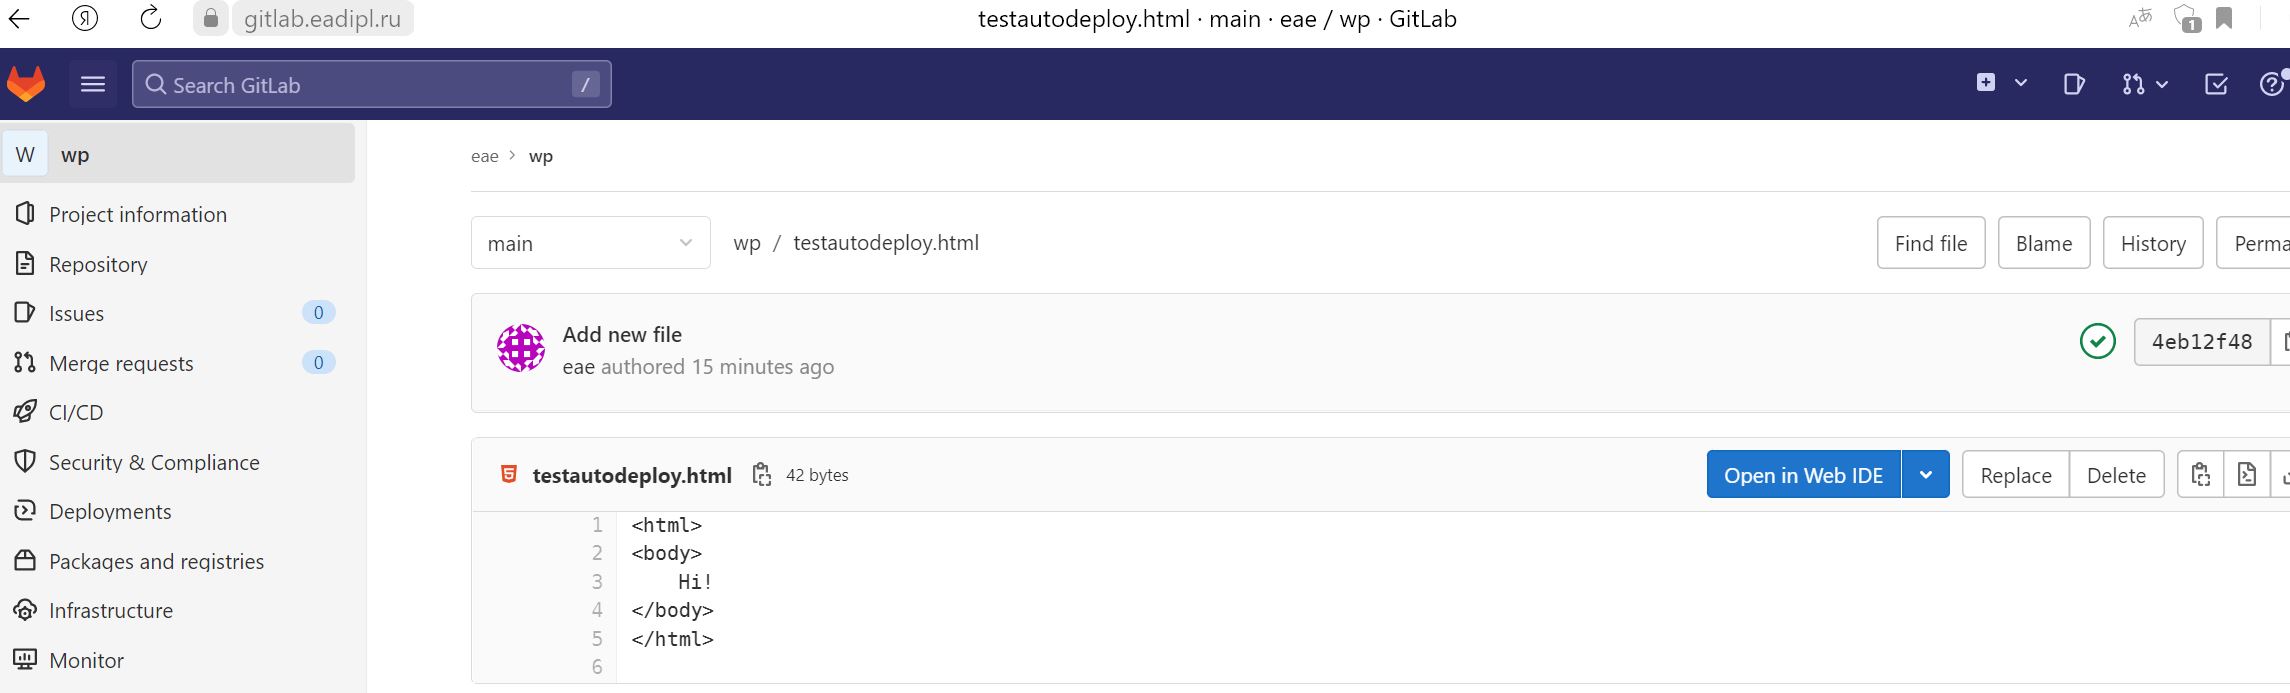 Я gitlab.eadipl.ru testautodeploy.html · main · eae / wp · GitLab 1
Search GitLab /
W wp
Project information
Repository
Issues 0
Merge requests 0
CI/CD
Security & Compliance
Deployments
Packages and registries
Infrastructure
Monitor
eae > wp
main wp / testautodeploy.html Find file Blame History Perma
Add new file
eae authored 15 minutes ago
4eb12f48
testautodeploy.html 42 bytes Open in Web IDE Replace Delete
1 <html>
2 <body>
3 Hi!
4 </body>
5 </html>
6